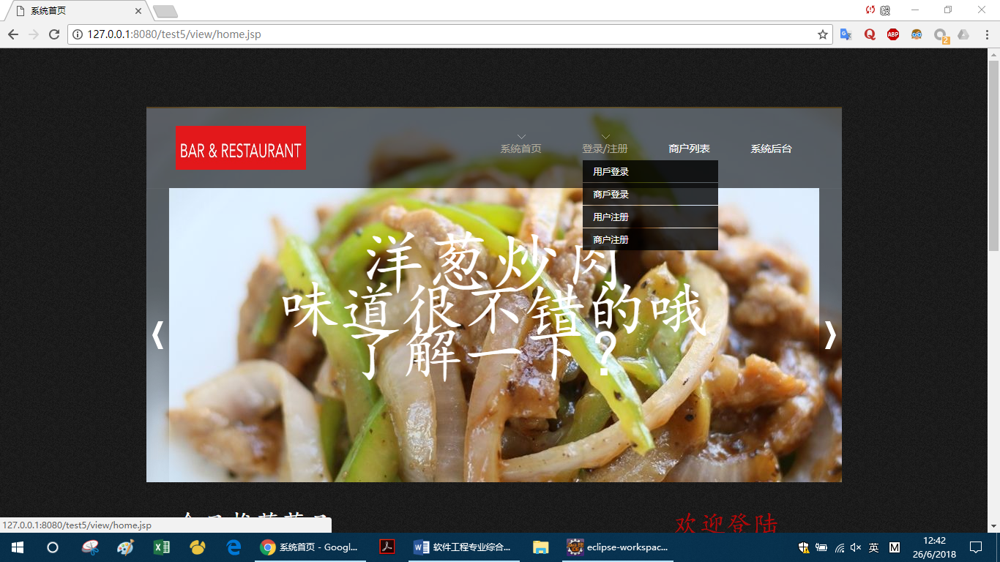 系统首页
127.0.0.1:8080/test5/view/home.jsp
ABP
2
BAR & RESTAURANT
系统首页
登录/注册
商户列表
系统后台
用戶登录
商戶登录
用户注册
商户注册
洋葱炒肉
味道很不错的哦
了解一下?
欢迎登陆
127.0.0.1:8080/test5/view/home.jsp
系统首页 - Googl...
软件工程专业综合...
eclipse-workspac...
英
M
12:42
26/6/2018